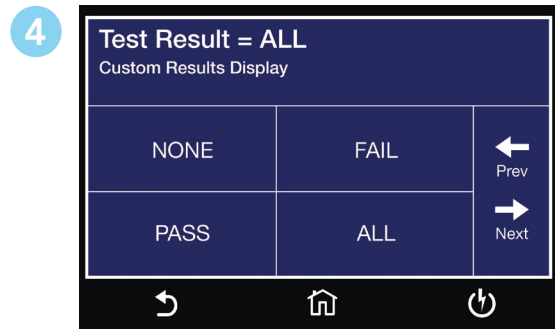 4
Test Result = ALL
Custom Results Display
NONE
FAIL
Prev
PASS
ALL
Next